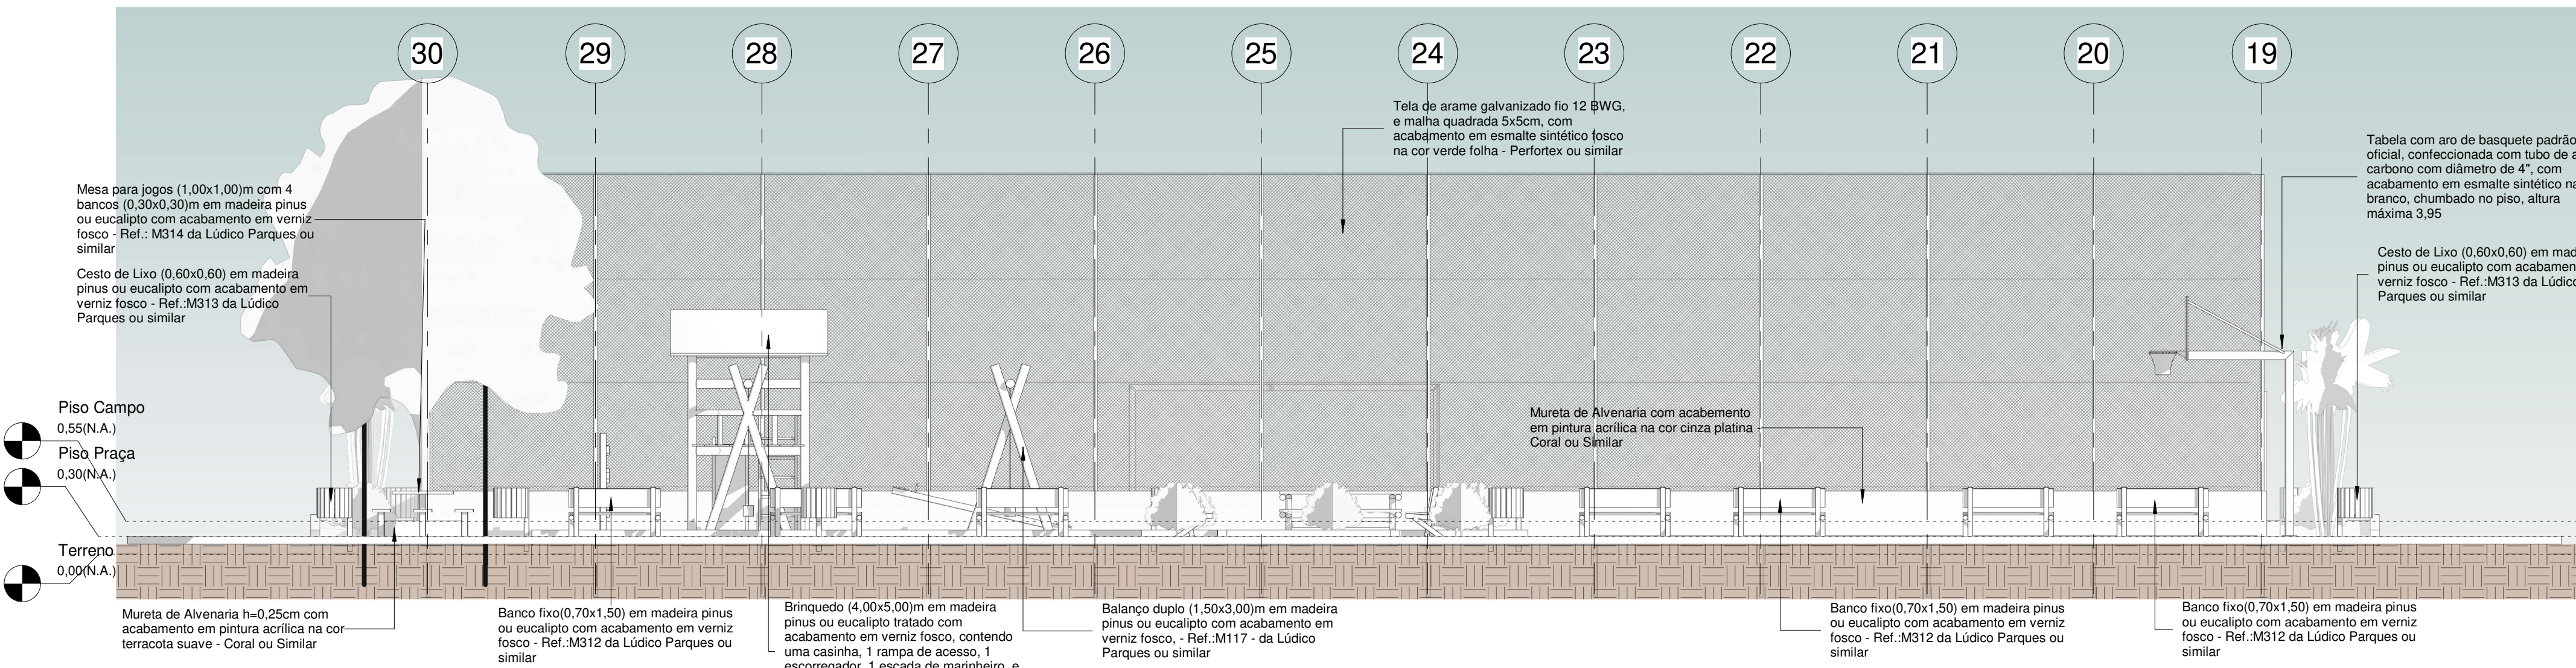 30 29 28 27 26 25 24 23 22 21 20 19
Tela de arame galvanizado fio 12 BWG,
e malha quadrada 5x5cm, com
acabamento em esmalte sintético fosco
na cor verde folha - Perfortex ou similar
Tabela com aro de basquete padrão
oficial, confeccionada com tubo de a
carbono com diâmetro de 4", com
acabamento em esmalte sintético na
branco, chumbado no piso, altura
máxima 3,95
Mesa para jogos (1,00x1,00)m com 4
bancos (0,30x0,30)m em madeira pinus
ou eucalipto com acabamento em verniz
fosco - Ref.: M314 da Lúdico Parques ou
similar
Cesto de Lixo (0,60x0,60) em madeira
pinus ou eucalipto com acabamento em
verniz fosco - Ref.:M313 da Lúdico
Parques ou similar
Cesto de Lixo (0,60x0,60) em mad
pinus ou eucalipto com acabamen
verniz fosco - Ref.:M313 da Lúdico
Parques ou similar
Piso Campo
0,55(N.A.)
Piso Praça
0,30(N.A.)
Terreno
0,00(N.A.)
Mureta de Alvenaria com acabemento
em pintura acrílica na cor cinza platina
Coral ou Similar
Mureta de Alvenaria h=0,25cm com
acabamento em pintura acrílica na cor
terracota suave - Coral ou Similar
Banco fixo(0,70x1,50) em madeira pinus
ou eucalipto com acabamento em verniz
fosco - Ref.:M312 da Lúdico Parques ou
similar
Brinquedo (4,00x5,00)m em madeira
pinus ou eucalipto tratado com
acabamento em verniz fosco, contendo
uma casinha, 1 rampa de acesso, 1
escorregador, 1 escada de marinheiro, e
Balanço duplo (1,50x3,00)m em madeira
pinus ou eucalipto com acabamento em
verniz fosco, - Ref.:M117 - da Lúdico
Parques ou similar
Banco fixo(0,70x1,50) em madeira pinus
ou eucalipto com acabamento em verniz
fosco - Ref.:M312 da Lúdico Parques ou
similar
Banco fixo(0,70x1,50) em madeira pinus
ou eucalipto com acabamento em verniz
fosco - Ref.:M312 da Lúdico Parques ou
similar